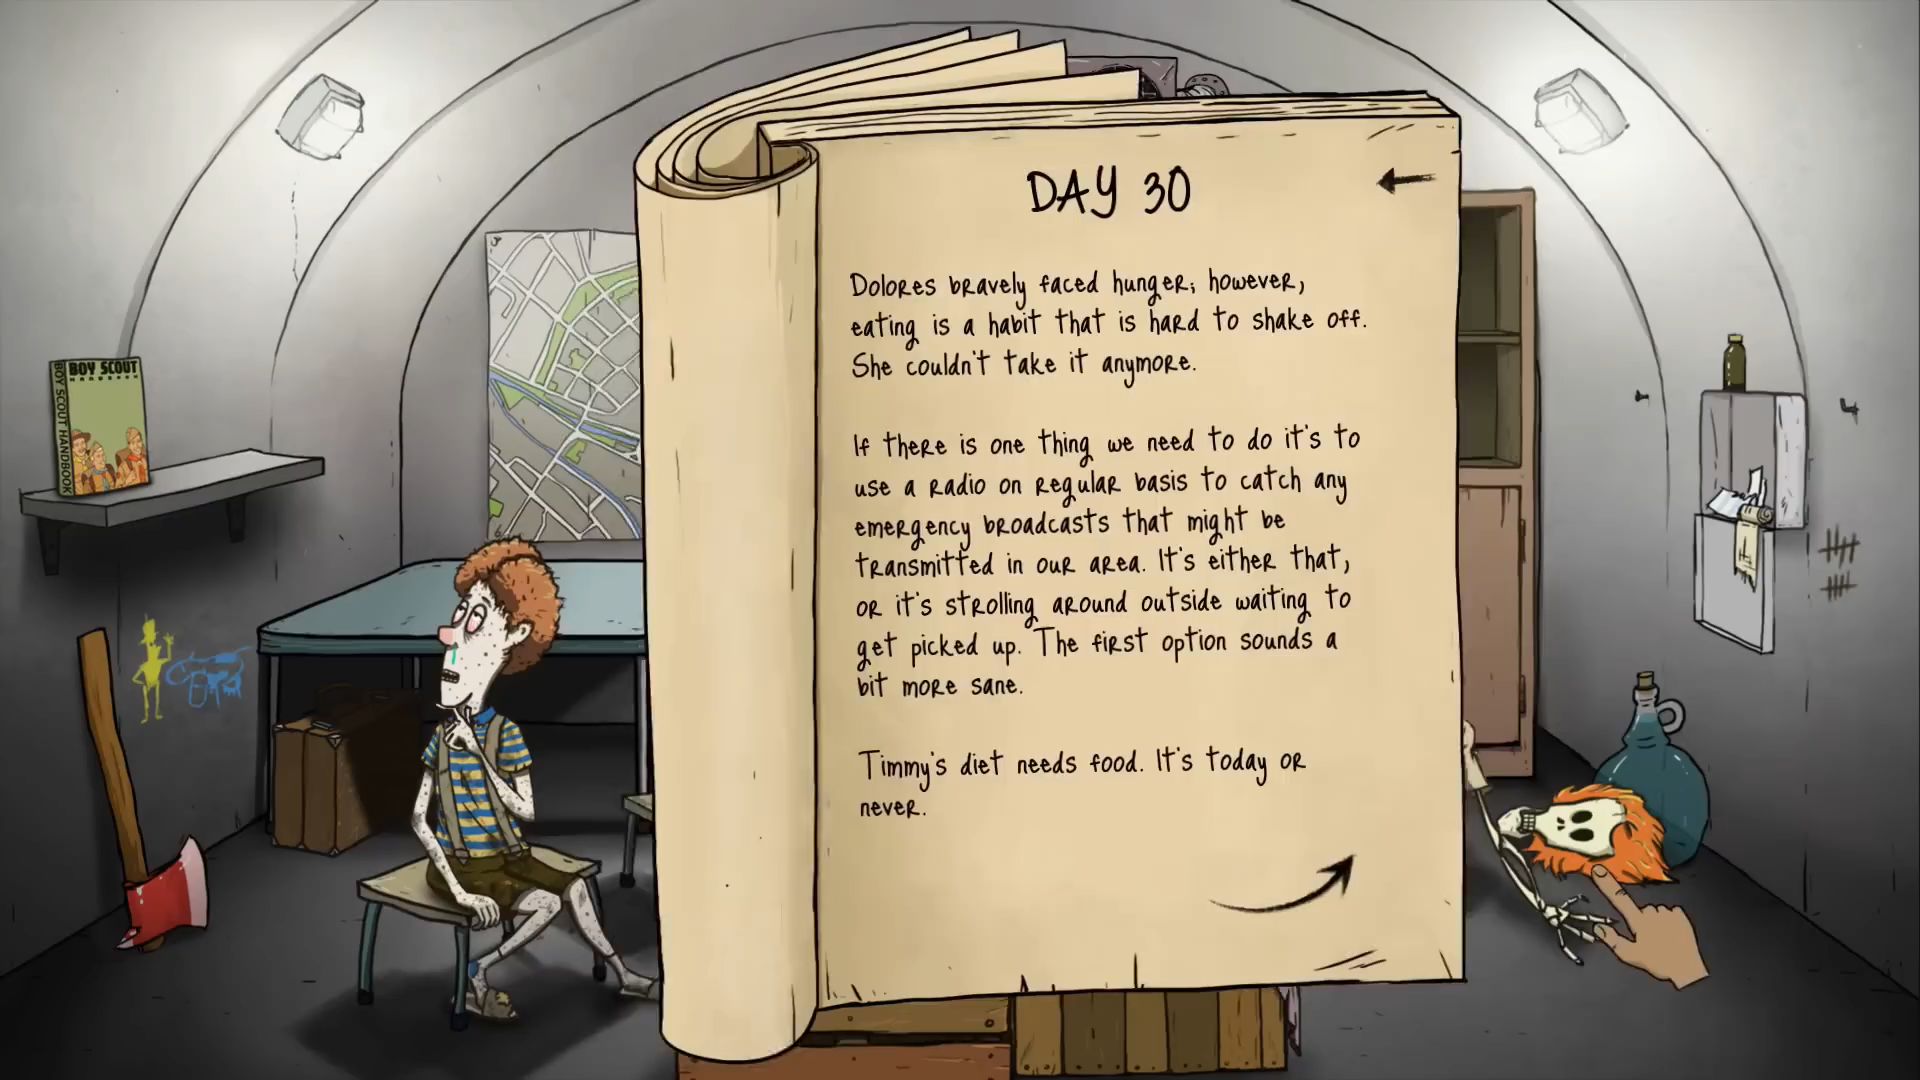 DAY 30
Dolores bravely faced hunger; however,
eating is a habit that is hard to shake off.
She couldn't take it anymore.
If there is one thing we need to do it's to
use a radio on regular basis to catch any
emergency broadcasts that might be
transmitted in our area. It's either that,
or it's strolling around outside waiting to
get picked up. The first option sounds a
bit more sane.
Timmy's diet needs food. It's today or
never.
BOY SCOUT
HANDBOOK
BOY SCOUT HANDBOOK